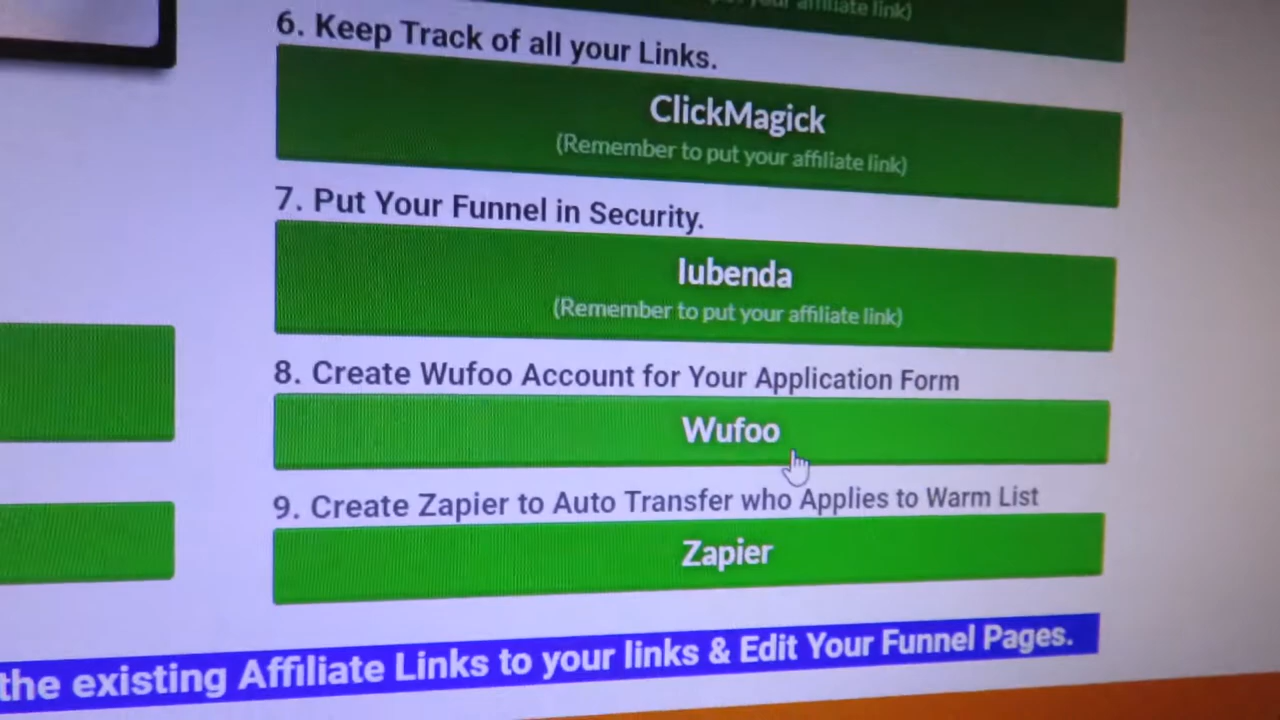 your affiliate link)
6. Keep Track of all your Links.
ClickMagick
(Remember to put your affiliate link)
7. Put Your Funnel in Security.
Iubenda
(Remember to put your affiliate link)
8. Create Wufoo Account for Your Application Form
Wufoo
9. Create Zapier to Auto Transfer who Applies to Warm List
Zapier
the existing Affiliate Links to your links & Edit Your Funnel Pages.